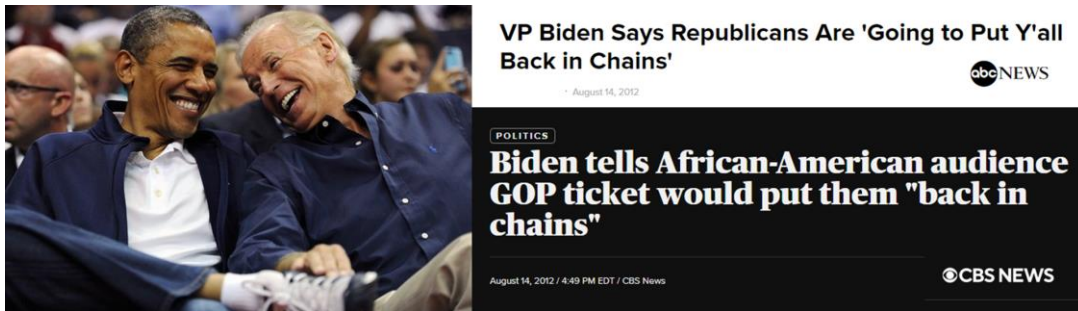 VP Biden Says Republicans Are 'Going to Put Y'all
Back in Chains'
· August 14, 2012
abc NEWS
POLITICS
Biden tells African-American audience
GOP ticket would put them "back in
chains"
August 14, 2012 / 4:49 PM EDT / CBS News
CBS NEWS